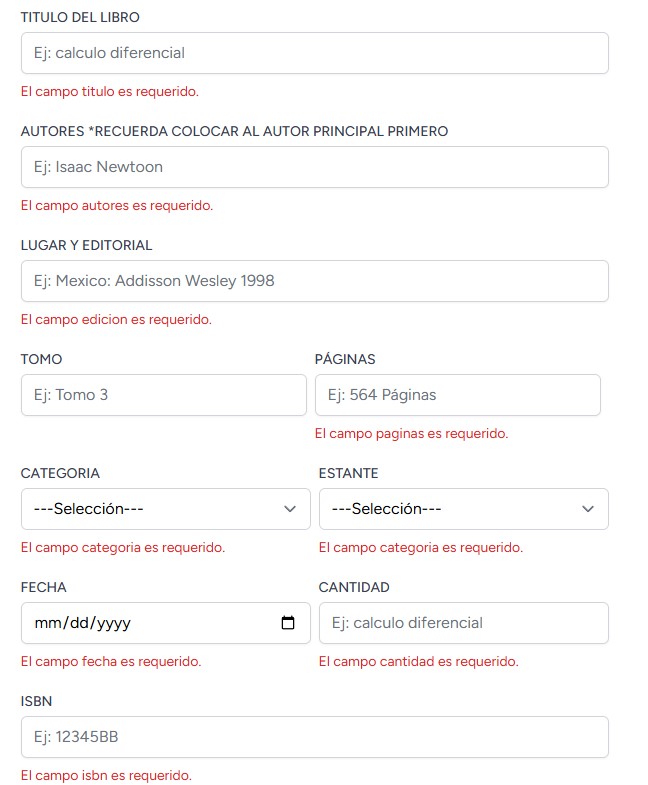 TITULO DEL LIBRO
Ej: calculo diferencial
El campo titulo es requerido.
AUTORES *RECUERDA COLOCAR AL AUTOR PRINCIPAL PRIMERO
Ej: Isaac Newtoon
El campo autores es requerido.
LUGAR Y EDITORIAL
Ej: Mexico: Addisson Wesley 1998
El campo edicion es requerido.
TOMO
Ej: Tomo 3
PÁGINAS
Ej: 564 Páginas
El campo paginas es requerido.
CATEGORIA
---Selección---
El campo categoria es requerido.
ESTANTE
---Selección---
El campo categoria es requerido.
FECHA
mm/dd/yyyy
El campo fecha es requerido.
CANTIDAD
Ej: calculo diferencial
El campo cantidad es requerido.
ISBN
Ej: 12345BB
El campo isbn es requerido.